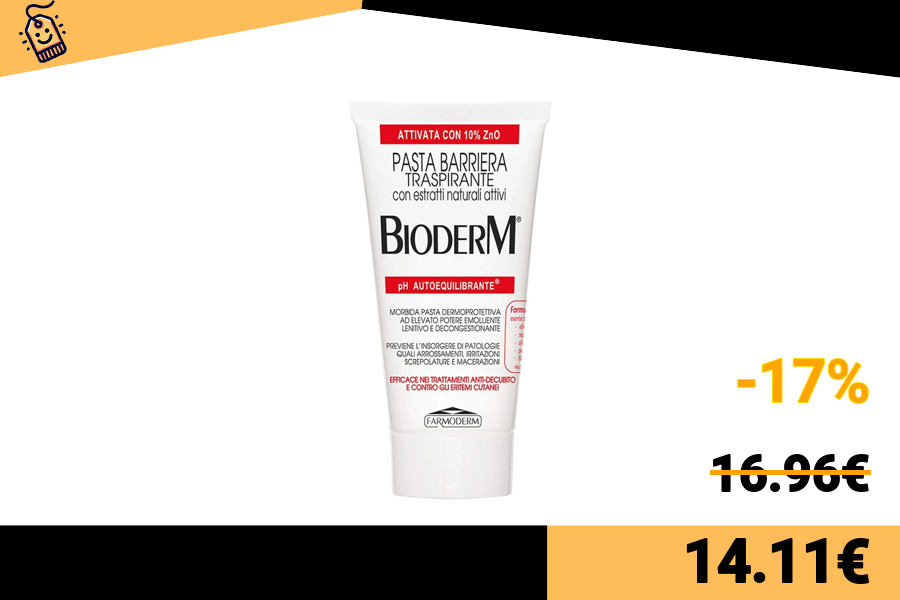 ATTIVATA CON 10% ZnO
PASTA BARRIERA
TRASPIRANTE
con estratti naturali attivi
BIODERM®
pH AUTOEQUILIBRANTE®
MORBIDA PASTA DERMOPROTETTIVA
AD ELEVATO POTERE EMOLLIENTE
LENITIVO E DECONGESTIONANTE
PREVIENE L'INSORGERE DI PATOLOGIE
QUALI ARROSSAMENTI, IRRITAZIONI
SCREPOLATURE E MACERAZIONI
EFFICACE NEI TRATTAMENTI ANTI-DECUBITO
E CONTRO GLI ERITEMI CUTANEI
FARMODERM
-17%
16.96€
14.11€